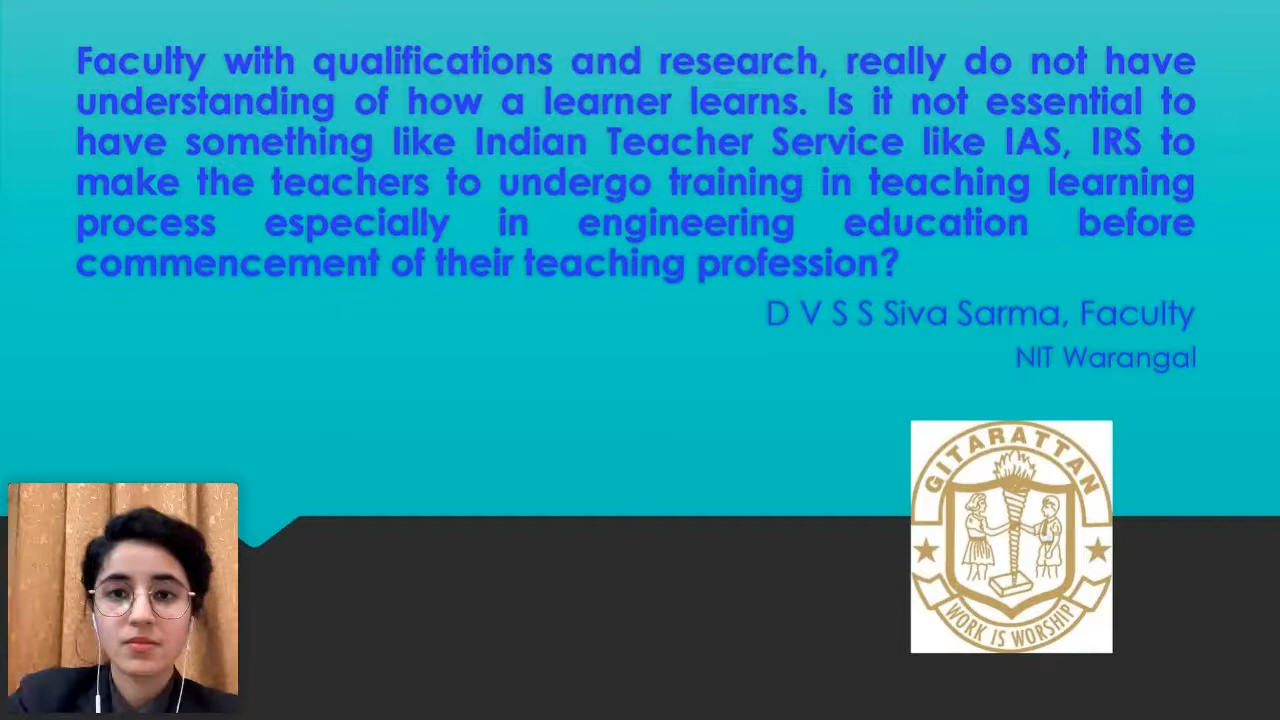 Faculty with qualifications and research, really do not have
understanding of how a learner learns. Is it not essential to
have something like Indian Teacher Service like IAS, IRS to
make the teachers to undergo training in teaching learning
process especially in engineering education before
commencement of their teaching profession?
D V S S Siva Sarma, Faculty
NIT Warangal
GITARATTAN
WORK IS WORSHIP